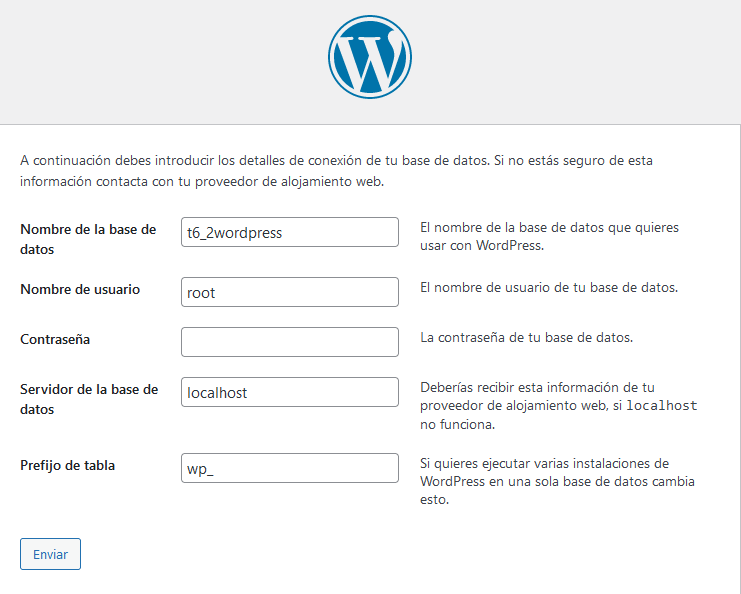 A continuación debes introducir los detalles de conexión de tu base de datos. Si no estás seguro de esta
información contacta con tu proveedor de alojamiento web.
Nombre de la base de
datos
t6_2wordpress
El nombre de la base de datos que quieres
usar con WordPress.
Nombre de usuario
root
El nombre de usuario de tu base de datos.
Contraseña
La contraseña de tu base de datos.
Servidor de la base de
datos
localhost
Deberías recibir esta información de tu
proveedor de alojamiento web, si localhost
no funciona.
Prefijo de tabla
wp_
Si quieres ejecutar varias instalaciones de
WordPress en una sola base de datos cambia
esto.
Enviar